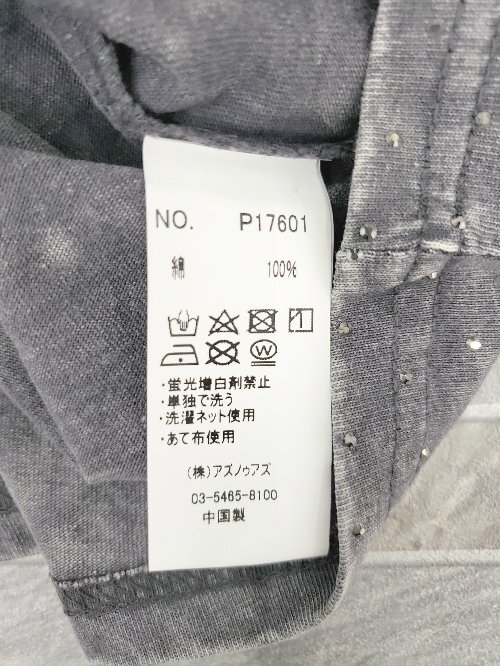 NO. P17601
綿 100%
W
・蛍光増白剤禁止
・単独で洗う
・洗濯ネット使用
・あて布使用
(株)アズノゥアズ
03-5465-8100
中国製